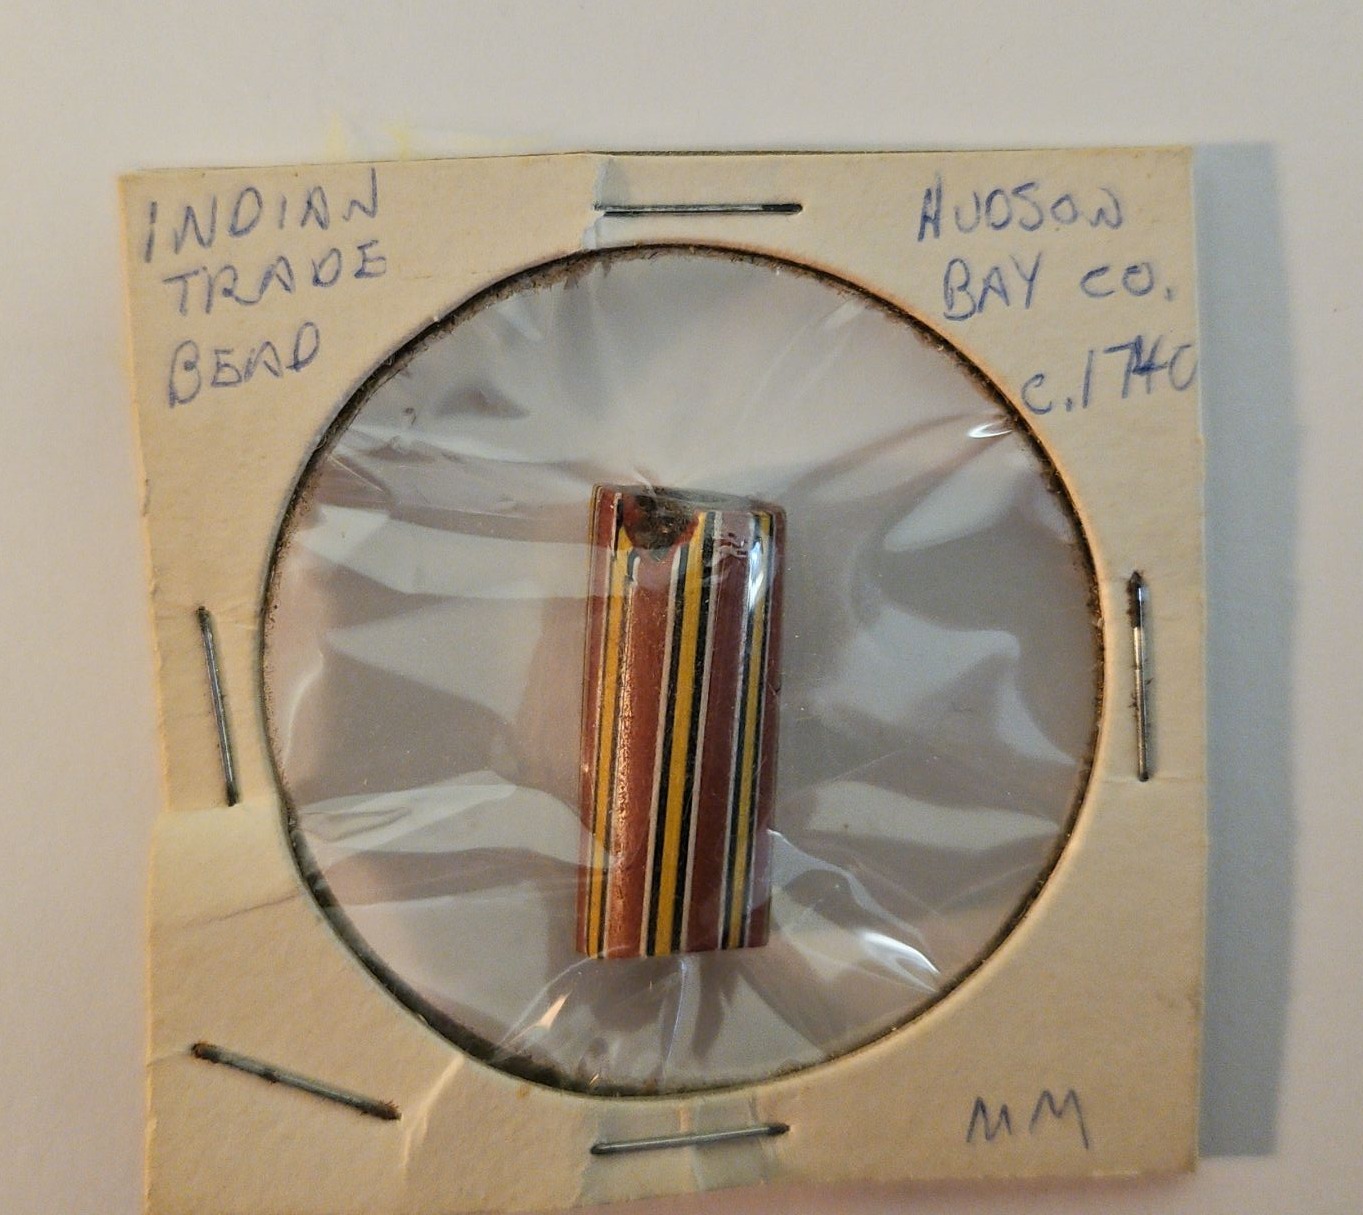 INDIAN
TRADE
BEAD
HUDSON
BAY CO.
c.1740
MM